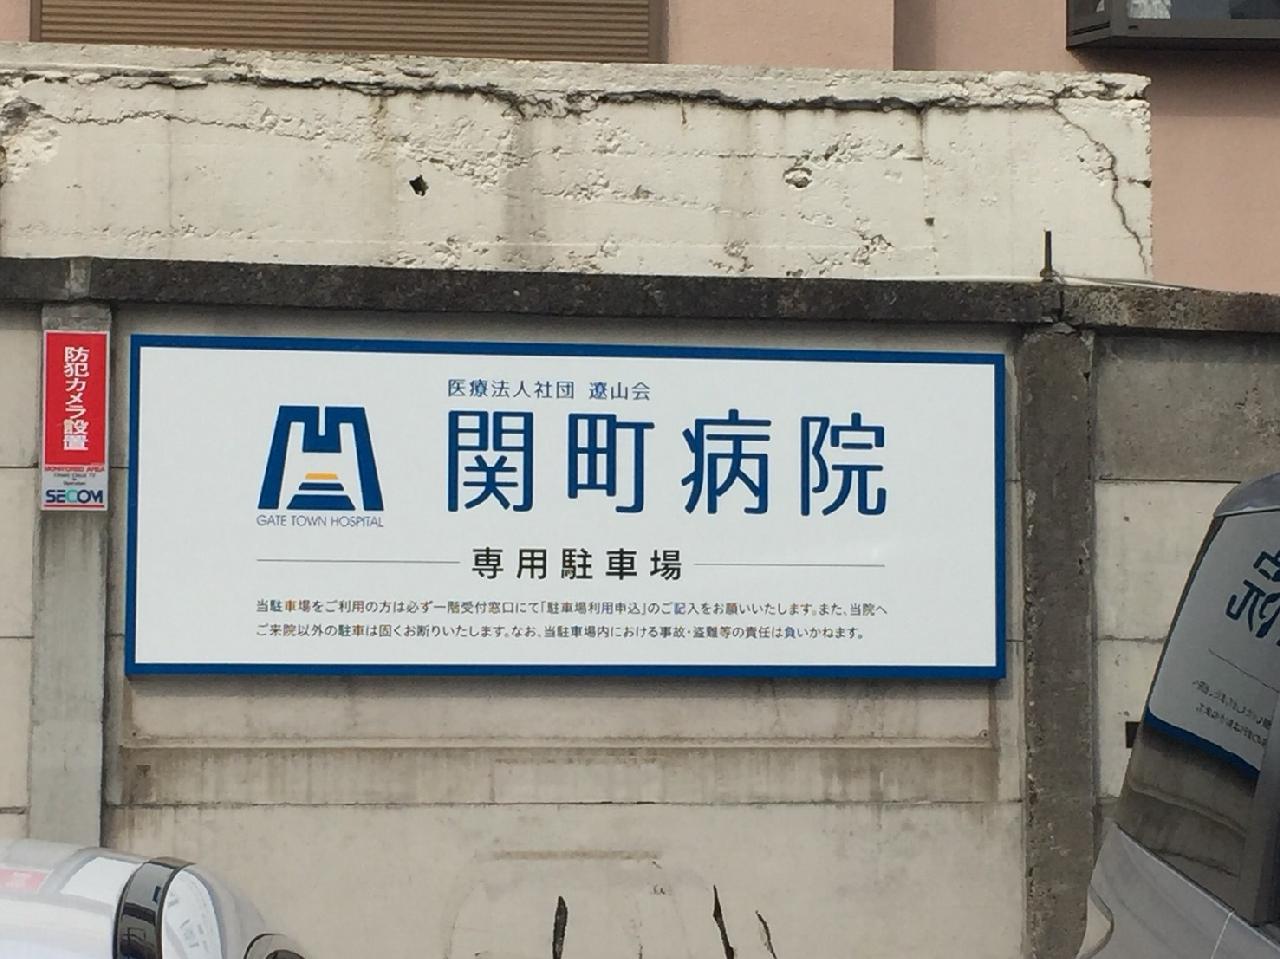 防犯カメラ設置
SECOM
医療法人社団 遼山会
関町病院
GATE TOWN HOSPITAL
専用駐車場
当駐車場をご利用の方は必ず一階受付窓口にて「駐車場利用申込」のご記入をお願いいたします。また、当院へ
ご来院以外の駐車は固くお断りいたします。なお、当駐車場内における事故・盗難等の責任は負いかねます。